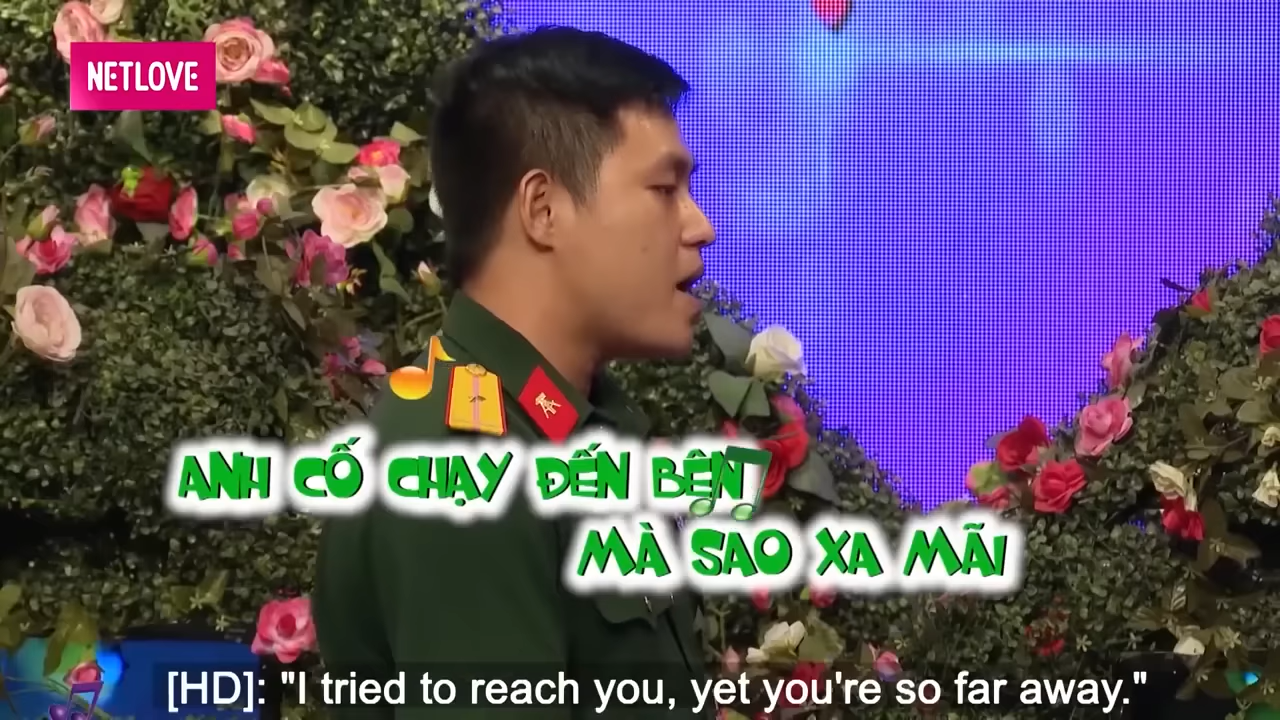 NETLOVE
ANH CỐ CHẠY ĐẾN BÊN
MÀ SAO XA MÃI
[HD]: "I tried to reach you, yet you're so far away."